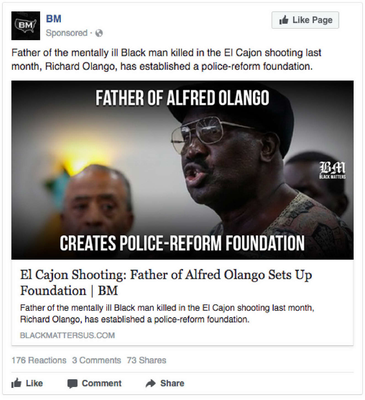 BM
BM
Like Page
Sponsored ·
Father of the mentally ill Black man killed in the El Cajon shooting last
month, Richard Olango, has established a police-reform foundation.
FATHER OF ALFRED OLANGO
BM
BLACK MATTERS
CREATES POLICE-REFORM FOUNDATION
El Cajon Shooting: Father of Alfred Olango Sets Up
Foundation | BM
Father of the mentally ill Black man killed in the El Cajon shooting last month,
Richard Olango, has established a police-reform foundation.
BLACKMATTERSUS.COM
176 Reactions 3 Comments 73 Shares
Like Comment Share